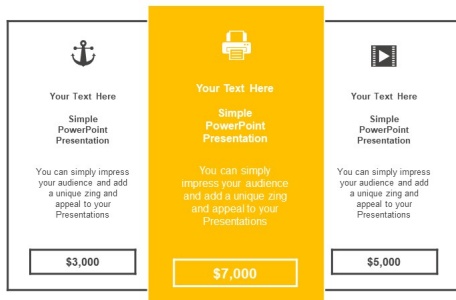 Your Text Here
Simple
PowerPoint
Presentation
You can simply impress
your audience and add
a unique zing and
appeal to your
Presentations
$3,000
Your Text Here
Simple
PowerPoint
Presentation
You can simply
impress your audience
and add a unique zing
and appeal to your
Presentations
$7,000
Your Text Here
Simple
PowerPoint
Presentation
You can simply impress
your audience and add
a unique zing and
appeal to your
Presentations
$5,000